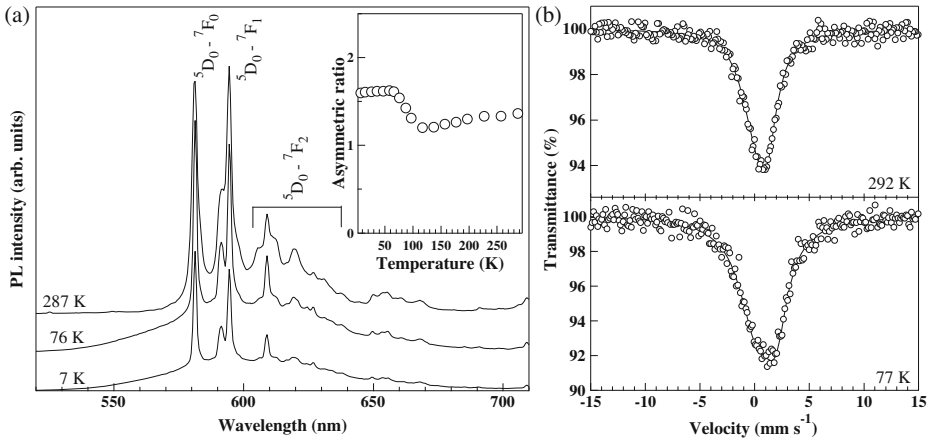 (a)
PL intensity (arb. units)
⁵D₀ - ⁷F₀
⁵D₀ - ⁷F₁
⁵D₀ - ⁷F₂
287 K
76 K
7 K
550
600
650
700
Wavelength (nm)
Asymmetric ratio
2
1
0
0 50 100 150 200 250
Temperature (K)
(b)
Transmittance (%)
100
98
96
94
292 K
100
98
96
94
92
90
77 K
-15 -10 -5 0 5 10 15
Velocity (mm s⁻¹)